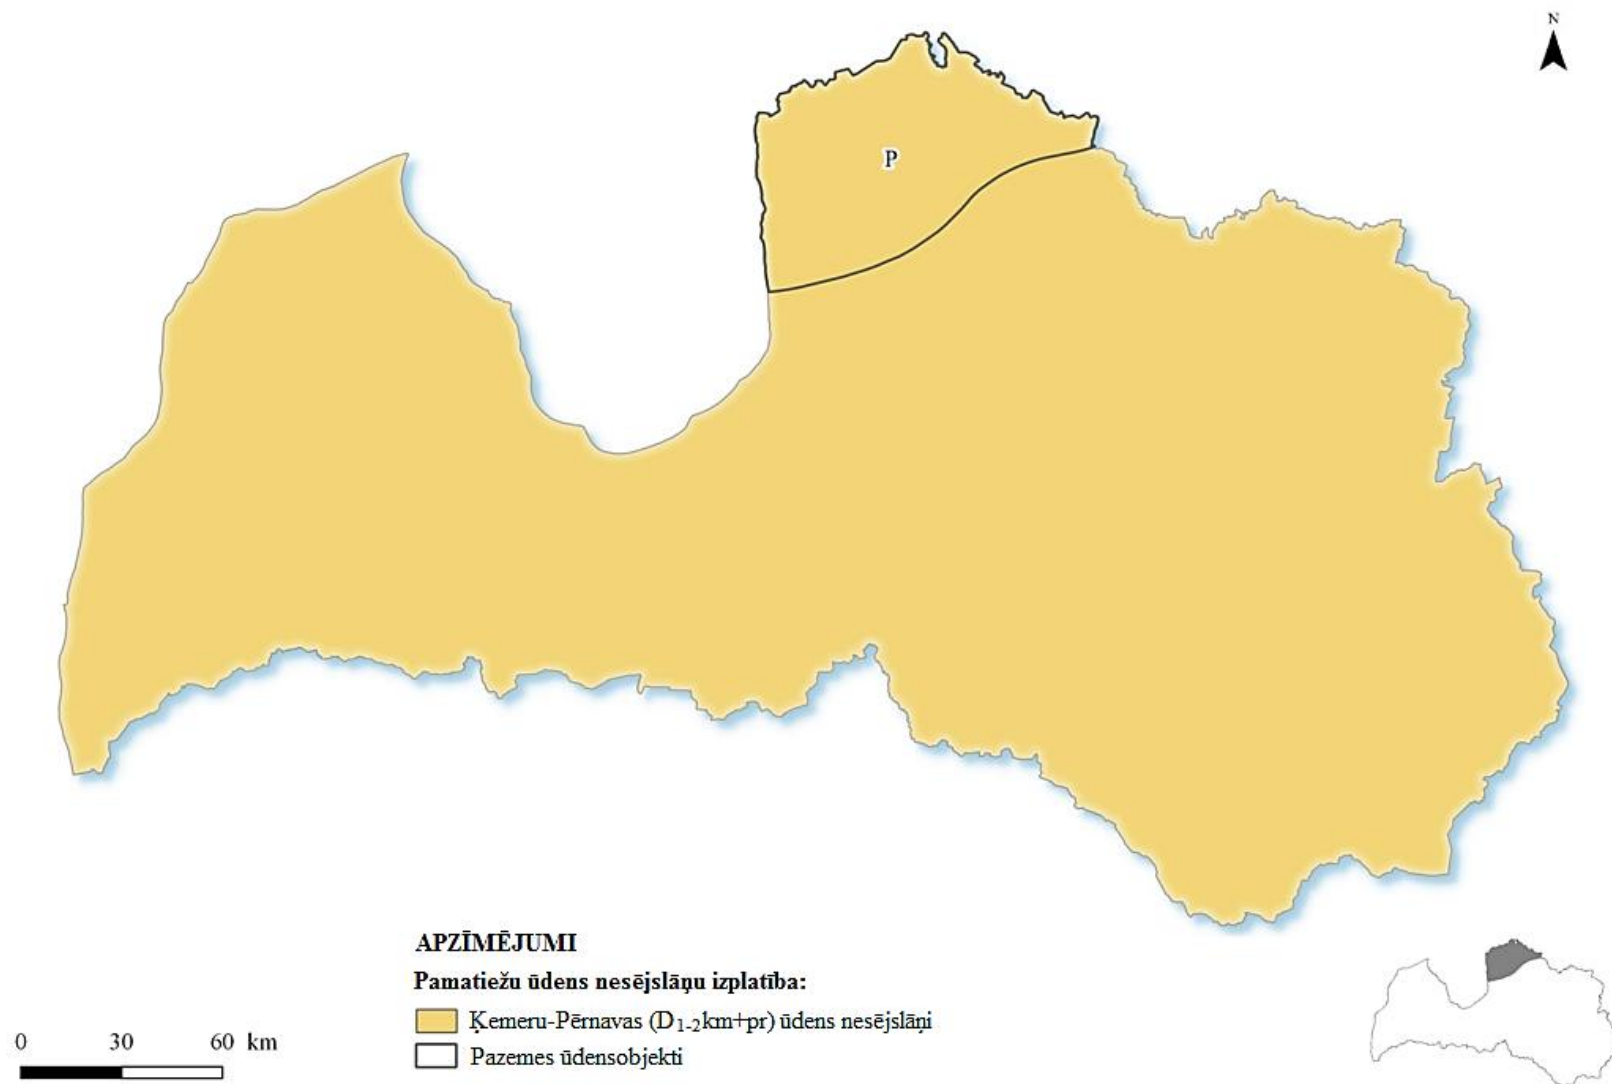 N
P
APZĪMĒJUMI
Pamatiežu ūdens nesējslāņu izplatība:
Ķemeru-Pērnavas (D1-2km+pr) ūdens nesējslāņi
Pazemes ūdensobjekti
0 30 60 km